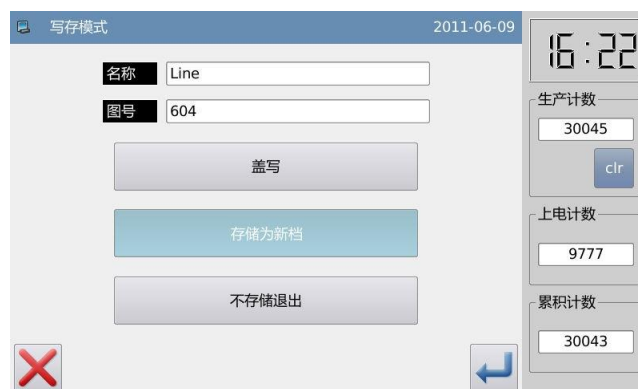 写存模式 2011-06-09
16:22
名称 Line
图号 604
盖写
存储为新档
不存储退出
生产计数
30045
clr
上电计数
9777
累积计数
30043